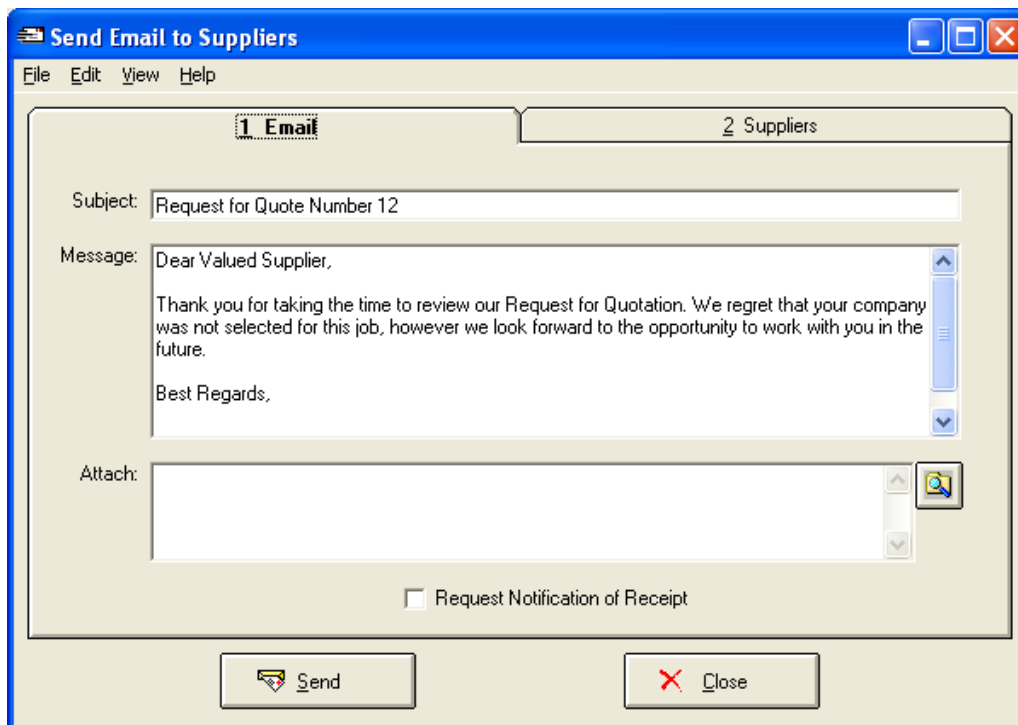 Send Email to Suppliers
File Edit View Help
1 Email
2 Suppliers
Subject: Request for Quote Number 12
Message: Dear Valued Supplier,
Thank you for taking the time to review our Request for Quotation. We regret that your company
was not selected for this job, however we look forward to the opportunity to work with you in the
future.
Best Regards,
Attach:
Request Notification of Receipt
Send
Close